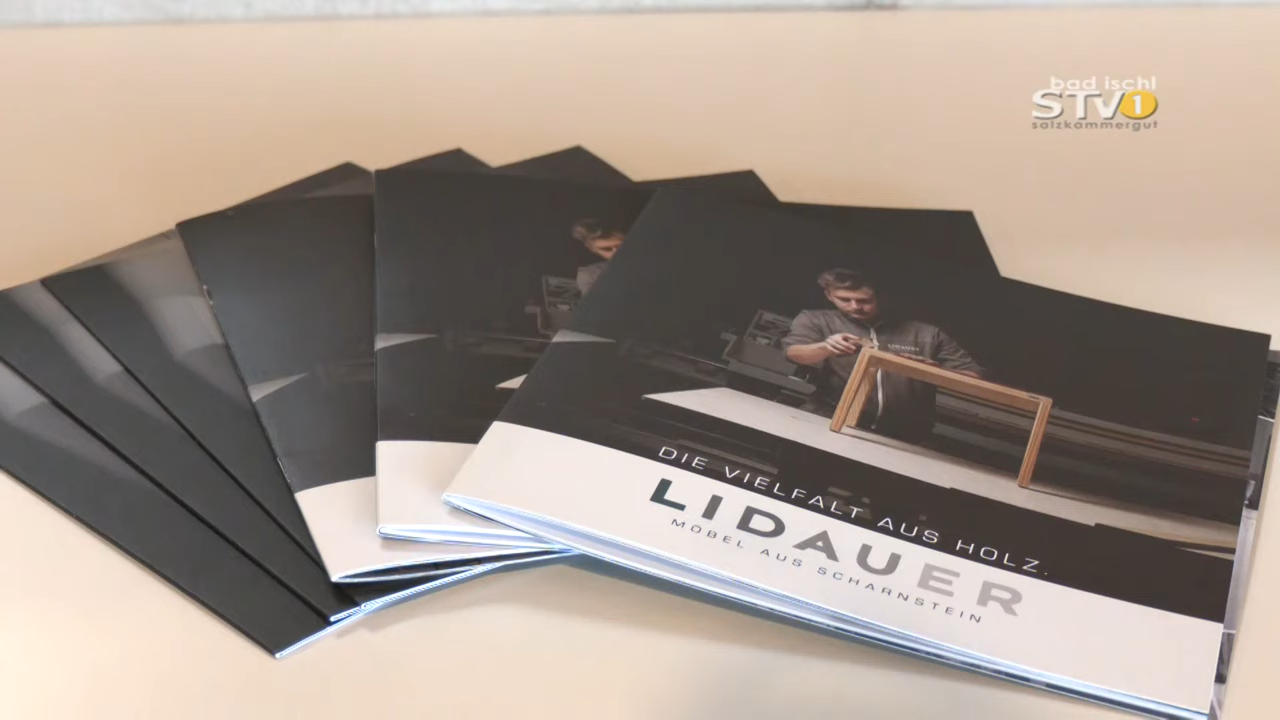 bad ischl
STV1
salzkammergut
DIE VIELFALT AUS HOLZ.
LIDAUER
MÖBEL AUS SCHARNSTEIN